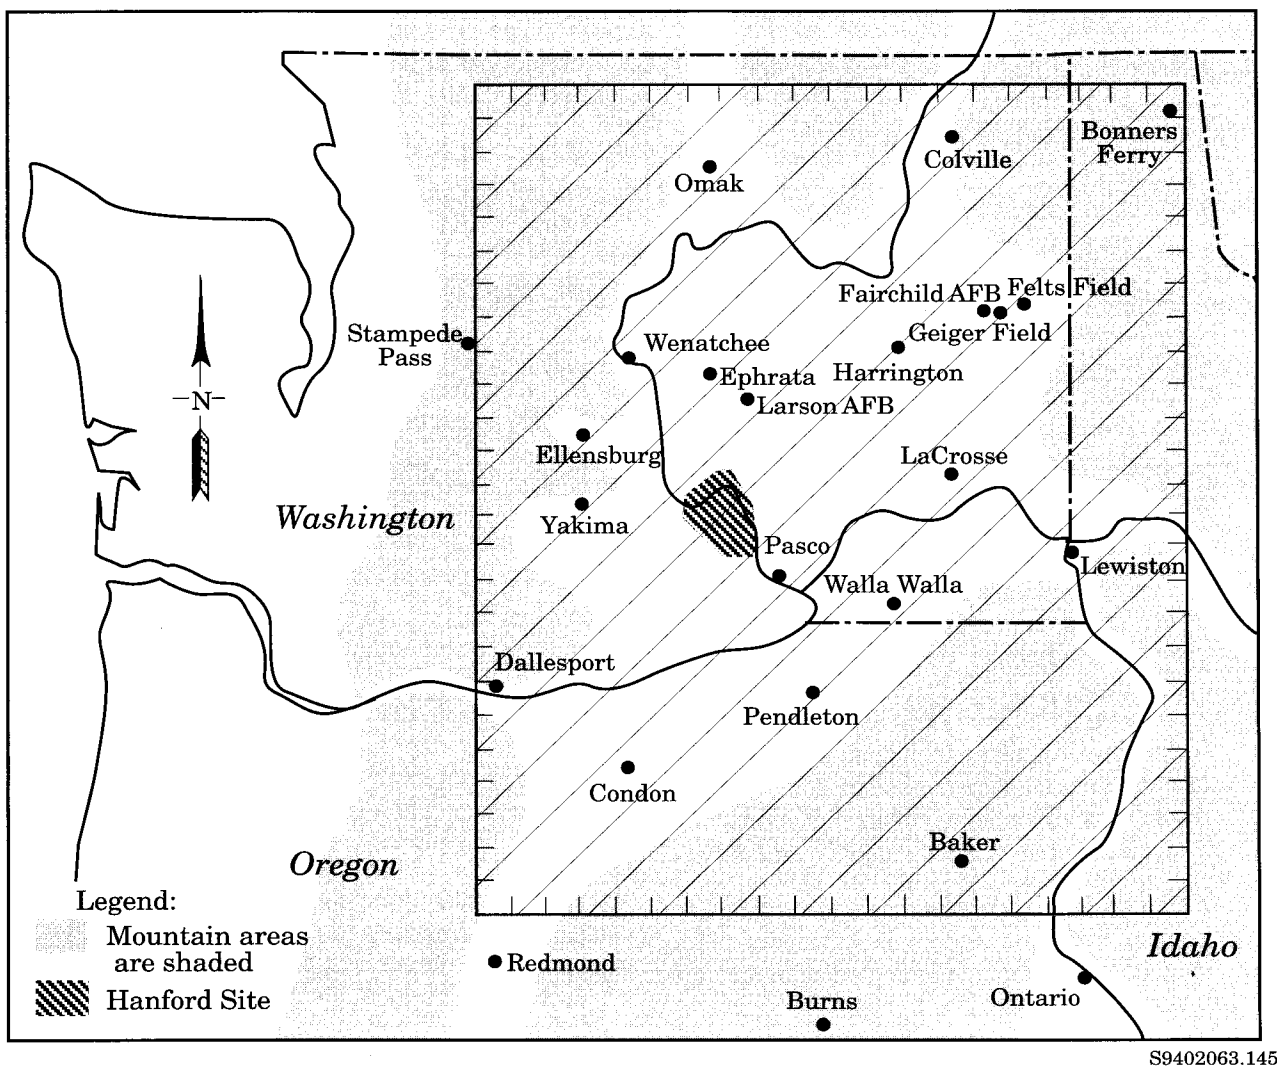 Bonners
Ferry
Colville
Omak
Fairchild AFB
Felts Field
Geiger Field
Stampede
Pass
Wenatchee
Harrington
Ephrata
Larson AFB
N
Ellensburg
LaCrosse
Washington
Yakima
Pasco
Lewiston
Walla Walla
Dallesport
Pendleton
Condon
Baker
Oregon
Legend:
Mountain areas
are shaded
Hanford Site
Redmond
Idaho
Burns
Ontario
S9402063.145